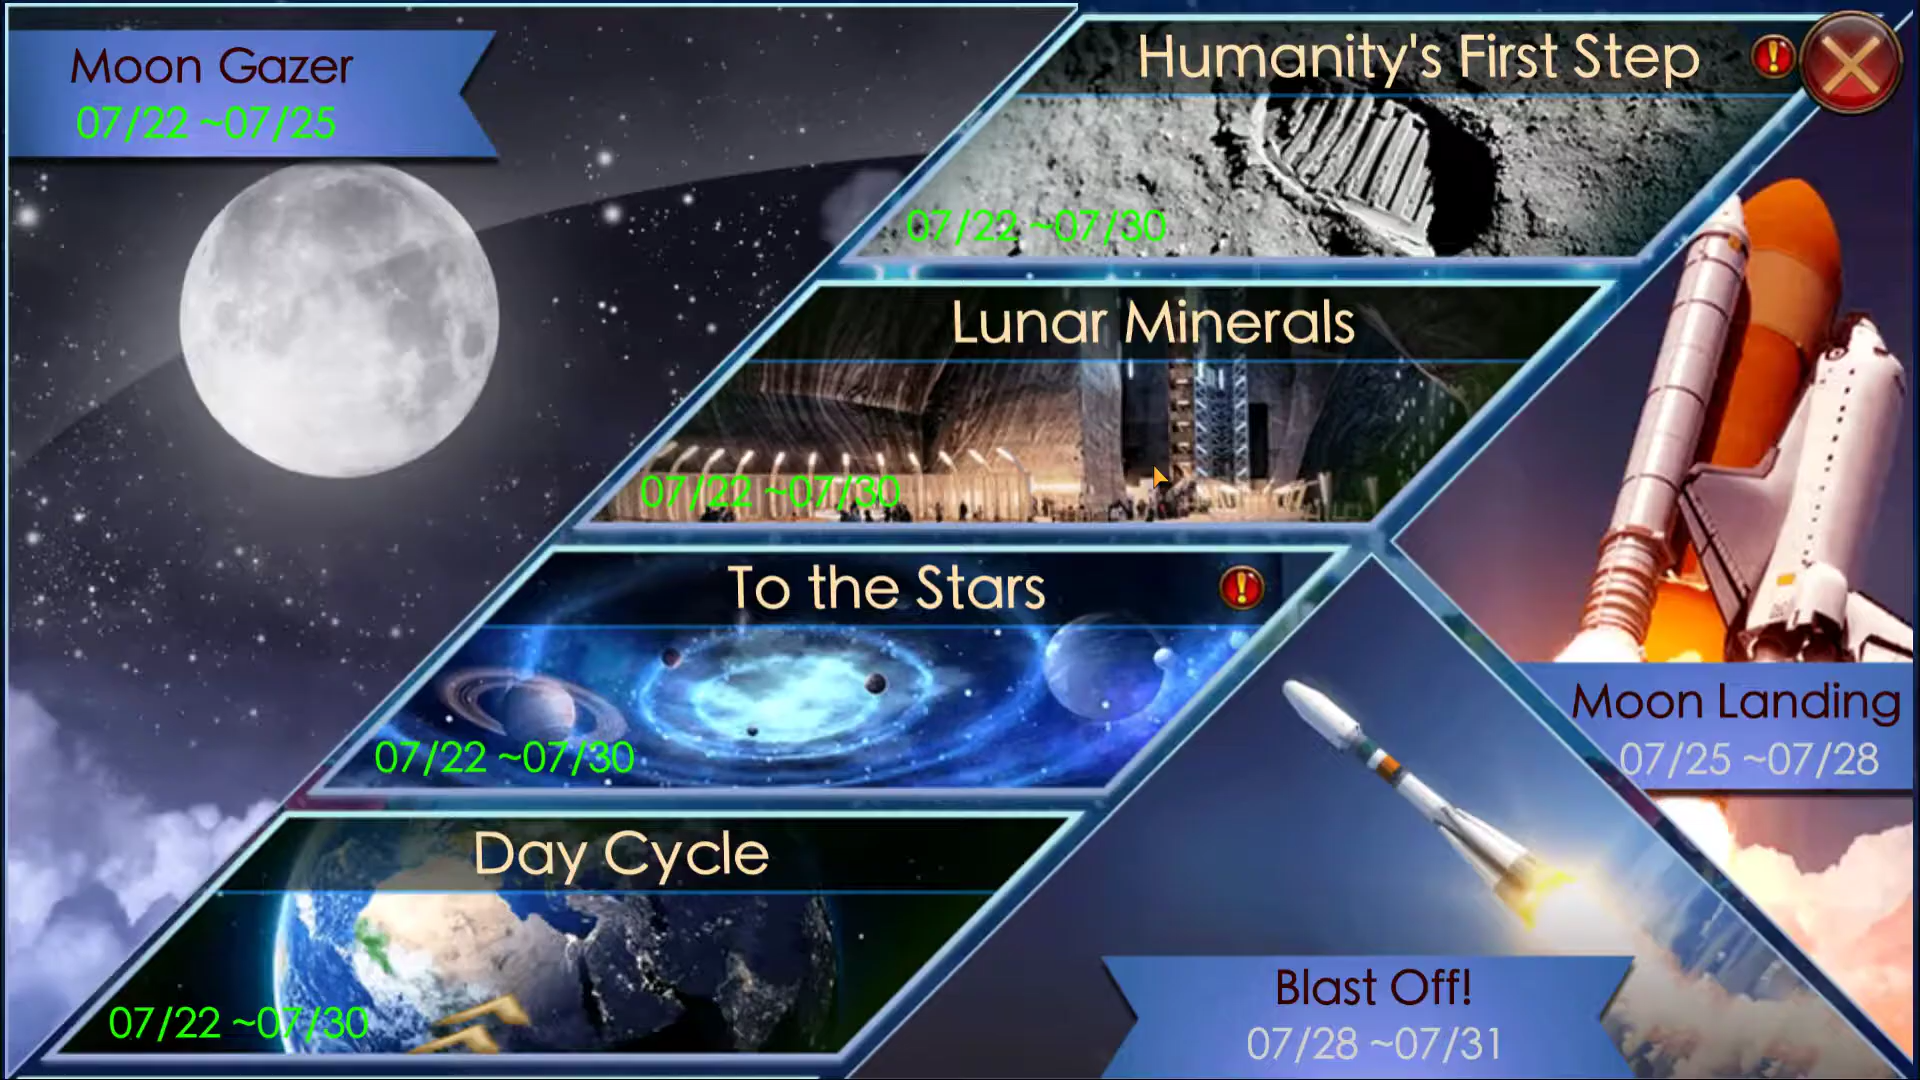 Moon Gazer
07/22 ~07/25
Humanity's First Step
07/22 ~07/30
Lunar Minerals
07/22 ~07/30
To the Stars
07/22 ~07/30
Day Cycle
07/22 ~07/30
Moon Landing
07/25 ~07/28
Blast Off!
07/28 ~07/31